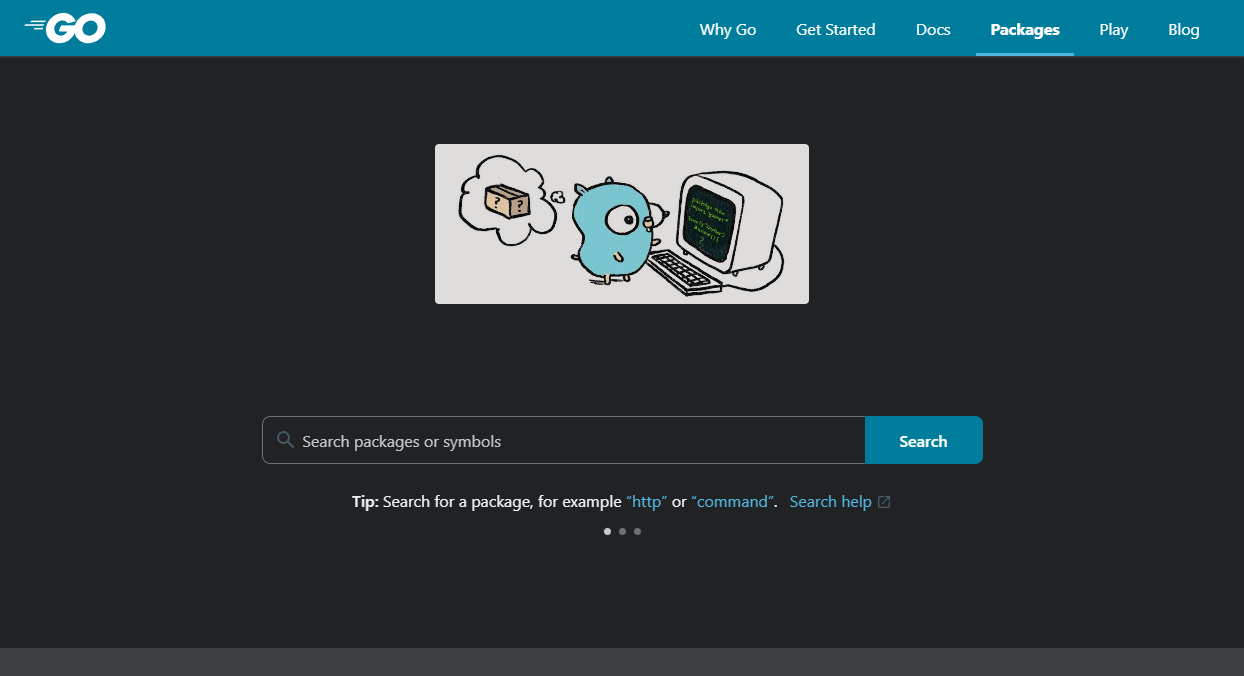 GO
Why Go
Get Started
Docs
Packages
Play
Blog
? ?
Search packages or symbols
Search
Tip: Search for a package, for example “http” or “command”. Search help